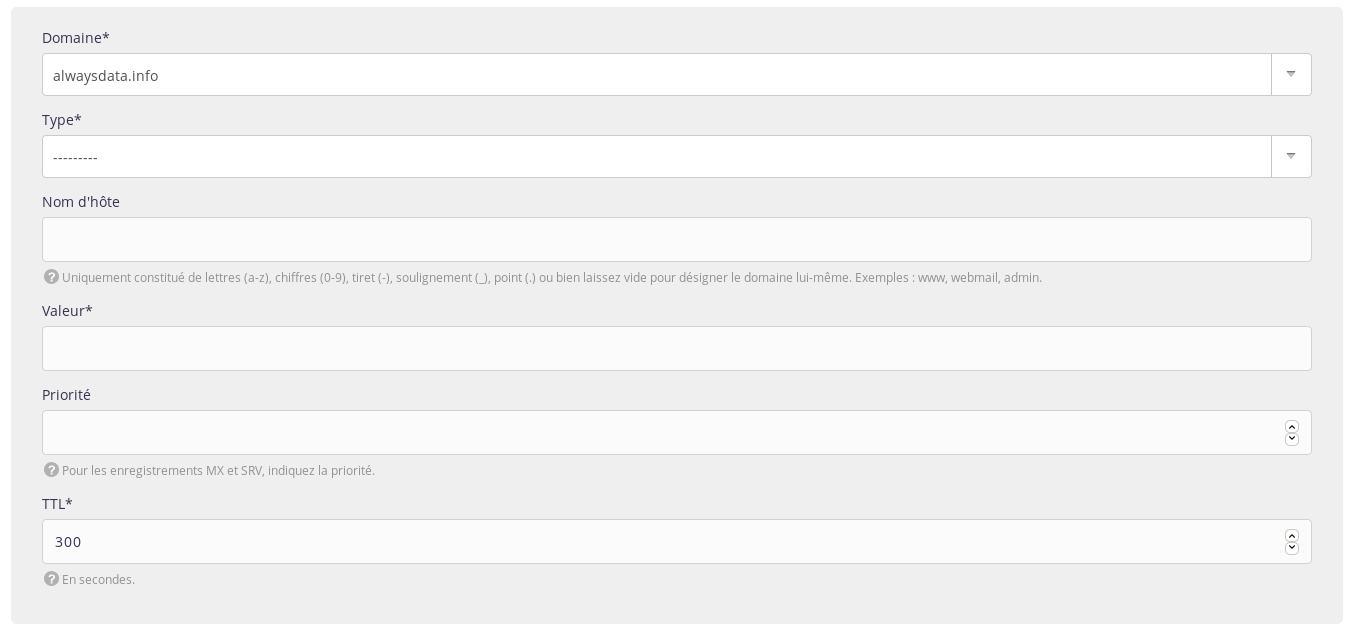 Domaine*
alwaysdata.info
Type*
---------
Nom d'hôte
Uniquement constitué de lettres (a-z), chiffres (0-9), tiret (-), soulignement (_), point (.) ou bien laissez vide pour désigner le domaine lui-même. Exemples : www, webmail, admin.
Valeur*
Priorité
Pour les enregistrements MX et SRV, indiquez la priorité.
TTL*
300
En secondes.